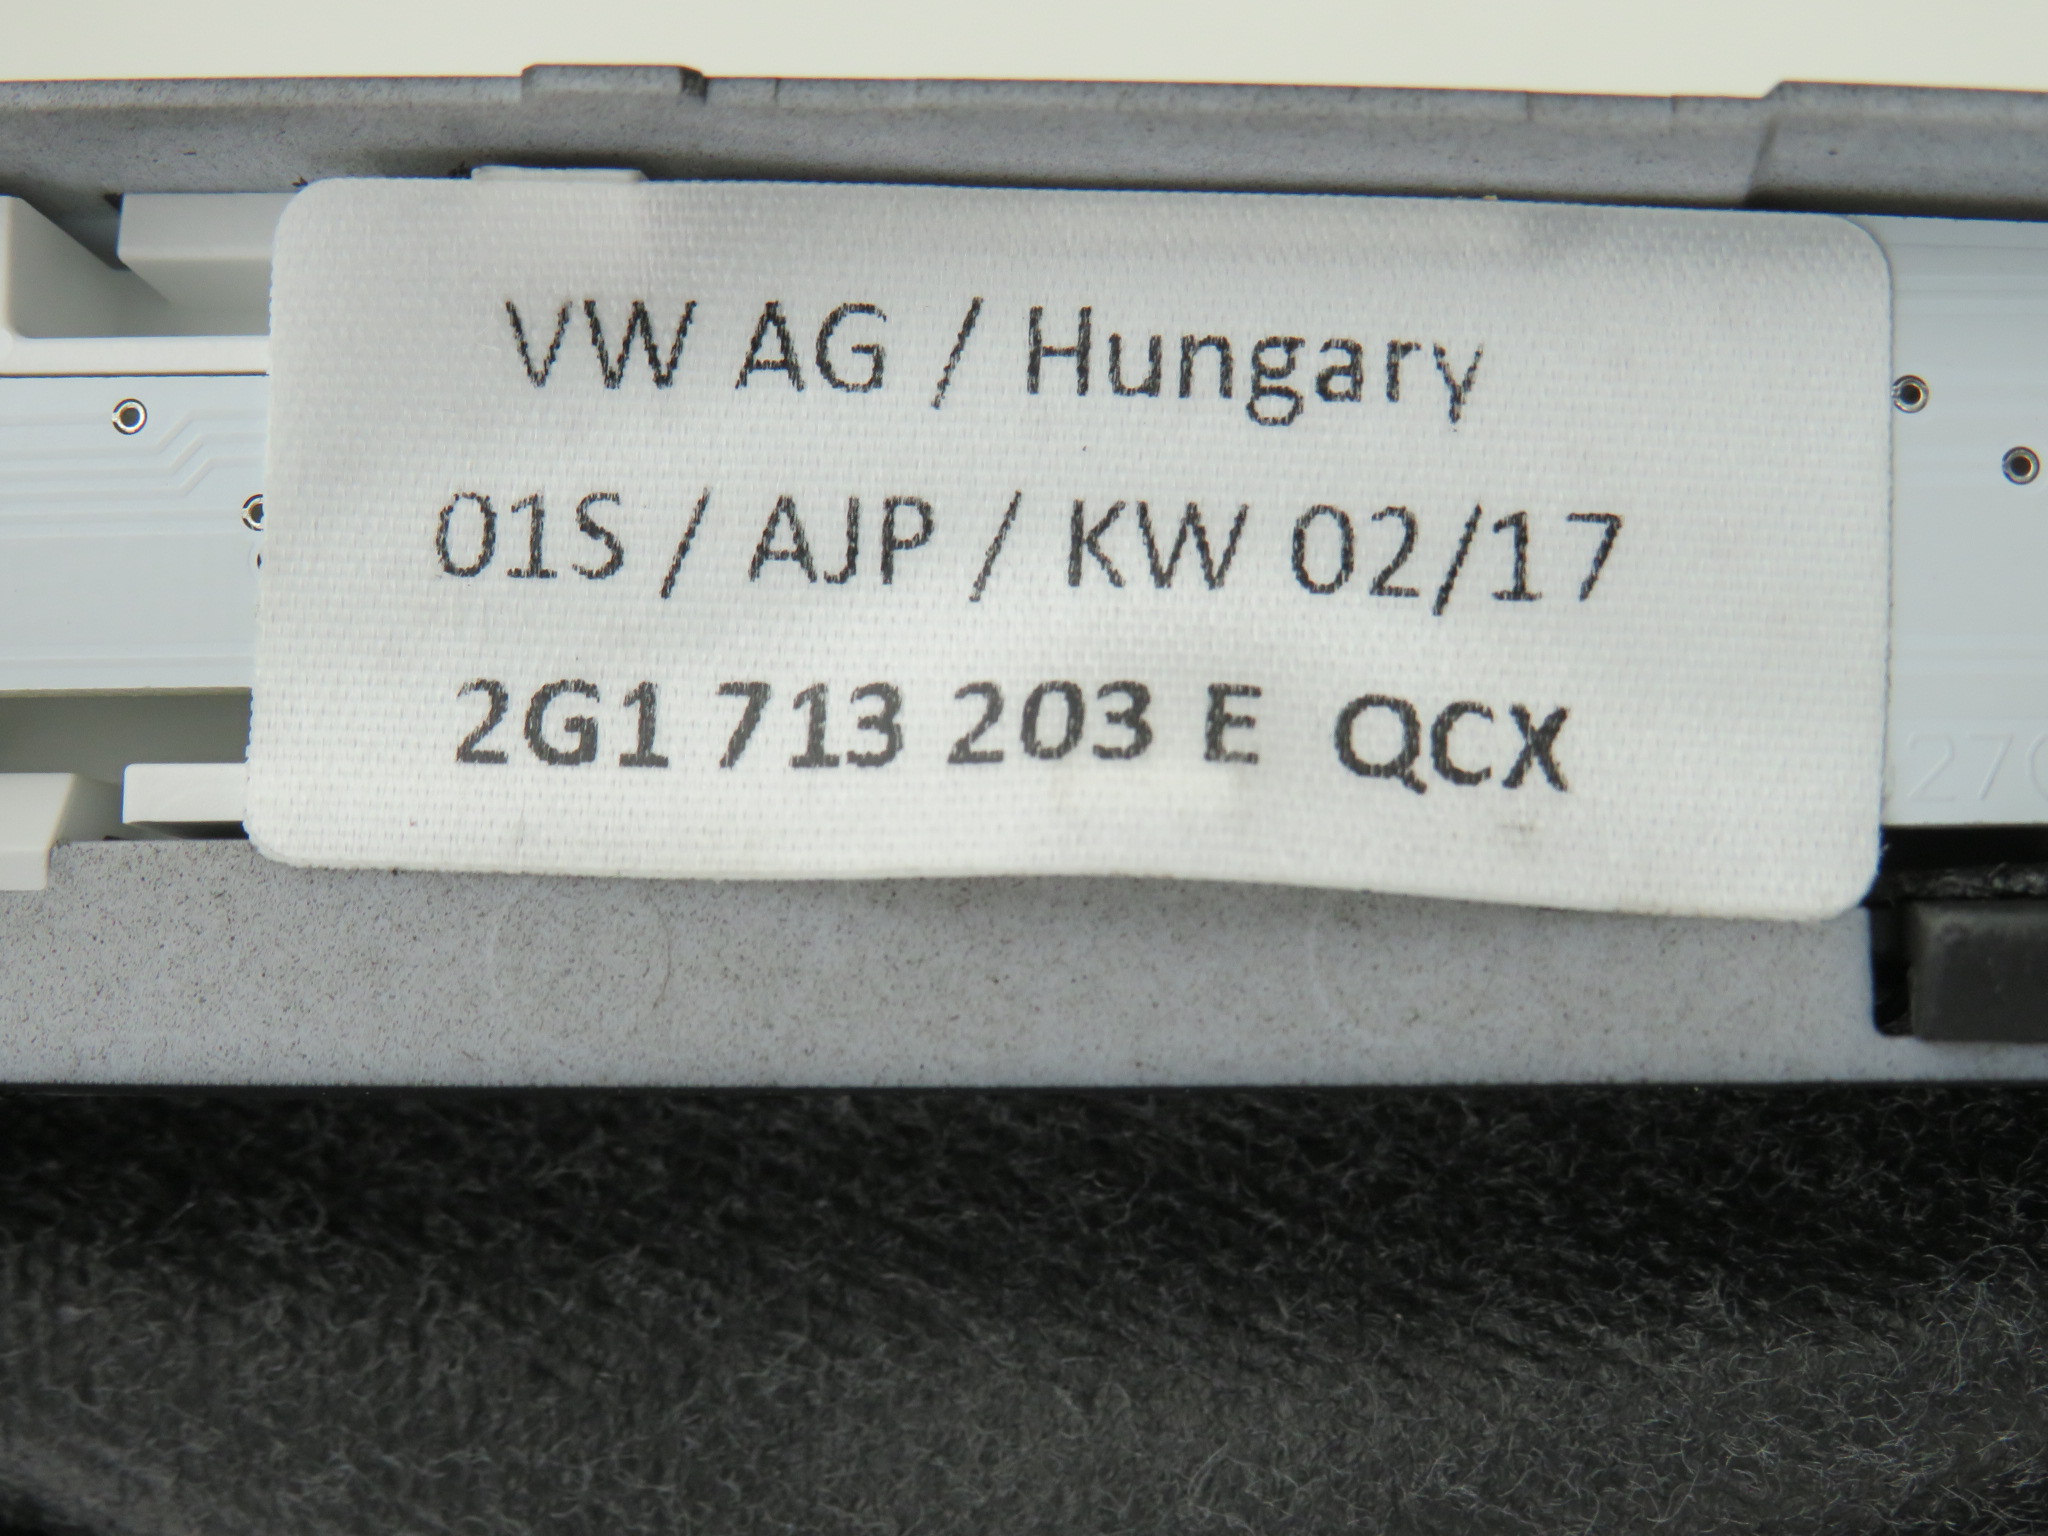 VW AG / Hungary
01S / AJP / KW 02/17
2G1 713 203 E QCX